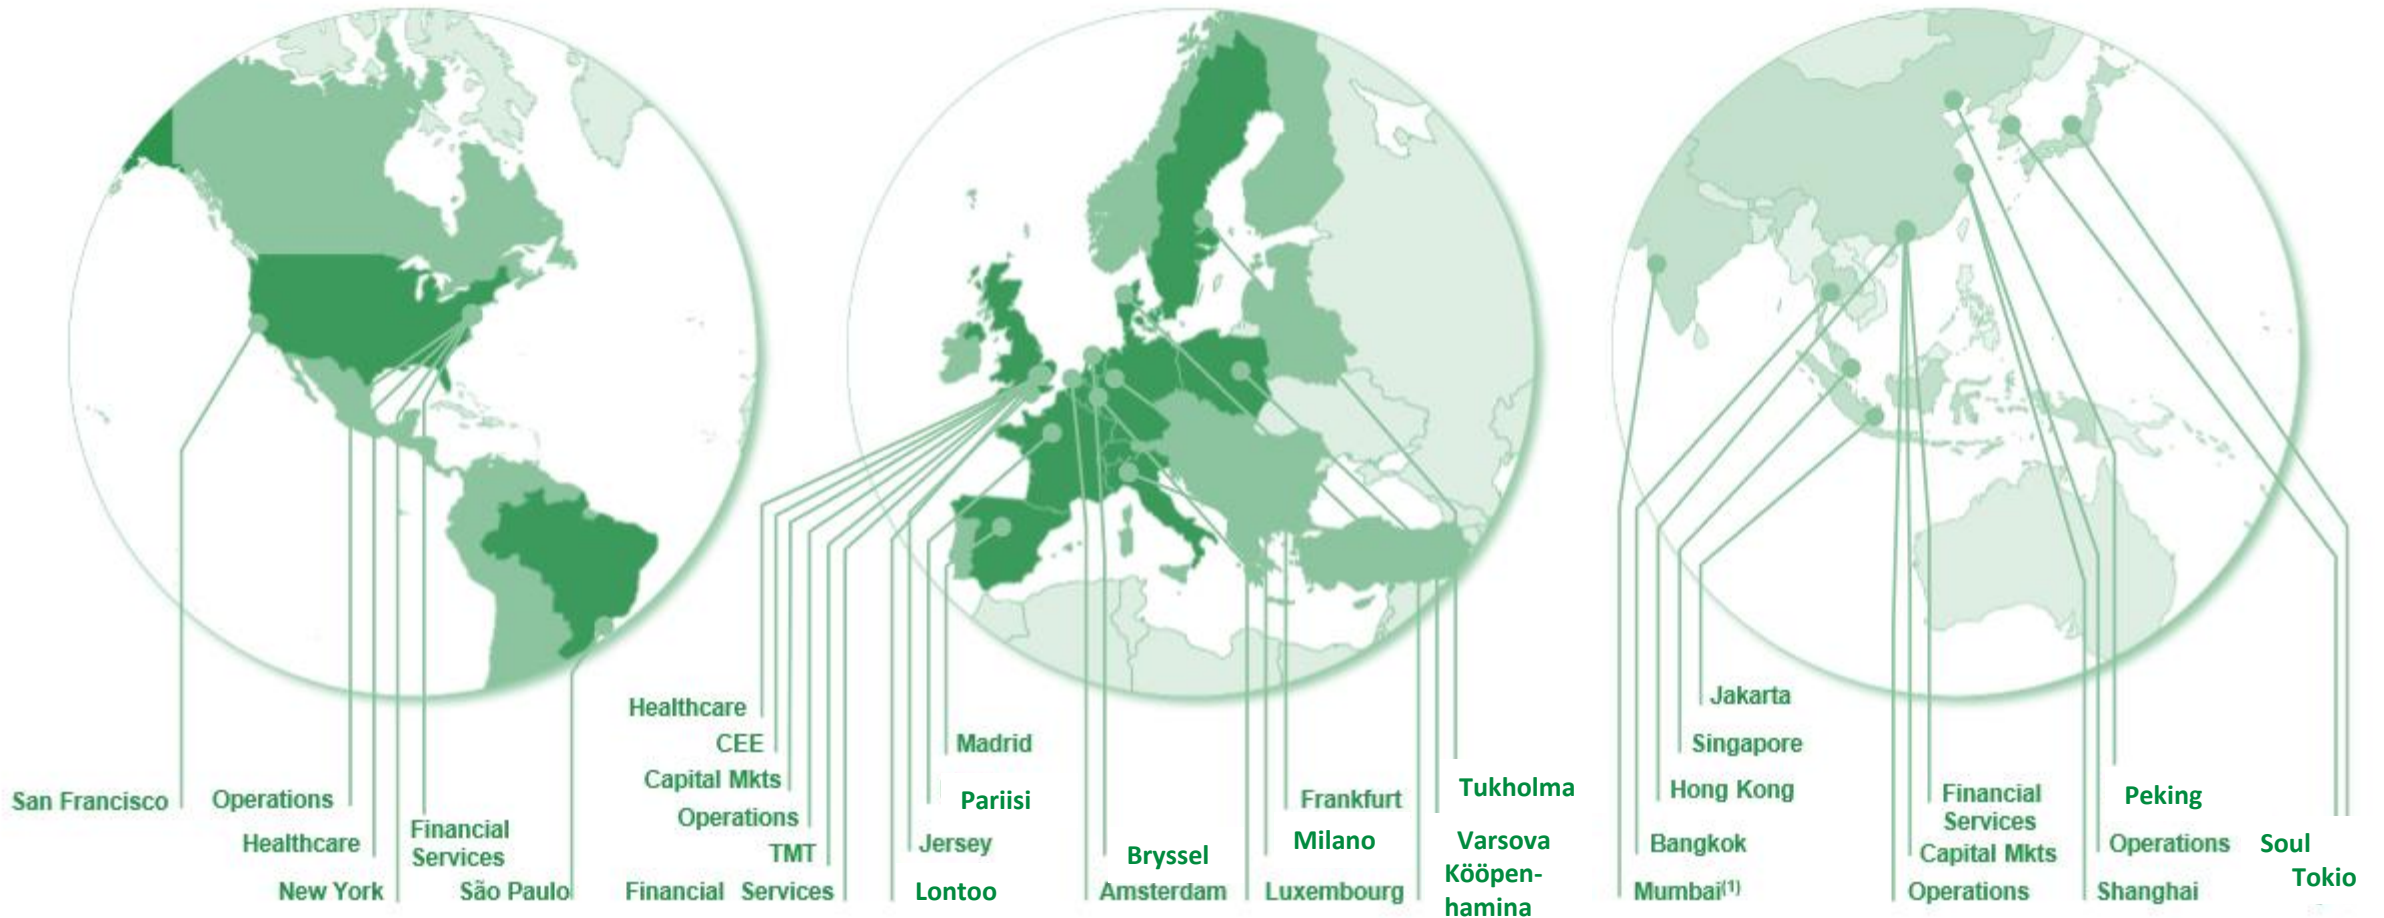 San Francisco
Operations
Healthcare
New York
Financial
Services
São Paulo
Healthcare
CEE
Capital Mkts
Operations
TMT
Financial Services
Lontoo
Jersey
Pariisi
Madrid
Bryssel
Amsterdam
Frankfurt
Milano
Luxembourg
Tukholma
Varsova
Kööpen-
hamina
Jakarta
Singapore
Hong Kong
Bangkok
Mumbai(1)
Financial
Services
Capital Mkts
Operations
Peking
Operations
Shanghai
Soul
Tokio